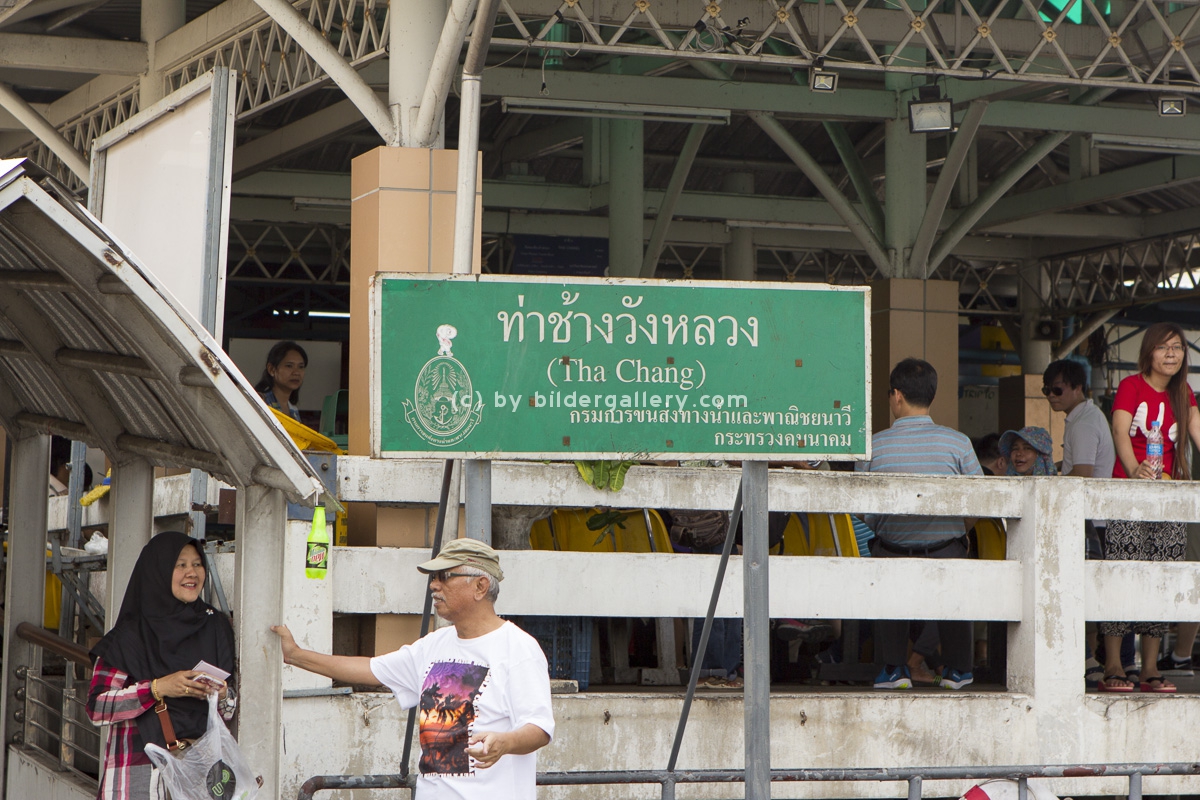 ท่าช้างวังหลวง
(Tha Chang)
(c) by bildergallery.com
กรมการขนส่งทางน้ำและพาณิชยนาวี
กระทรวงคมนาคม